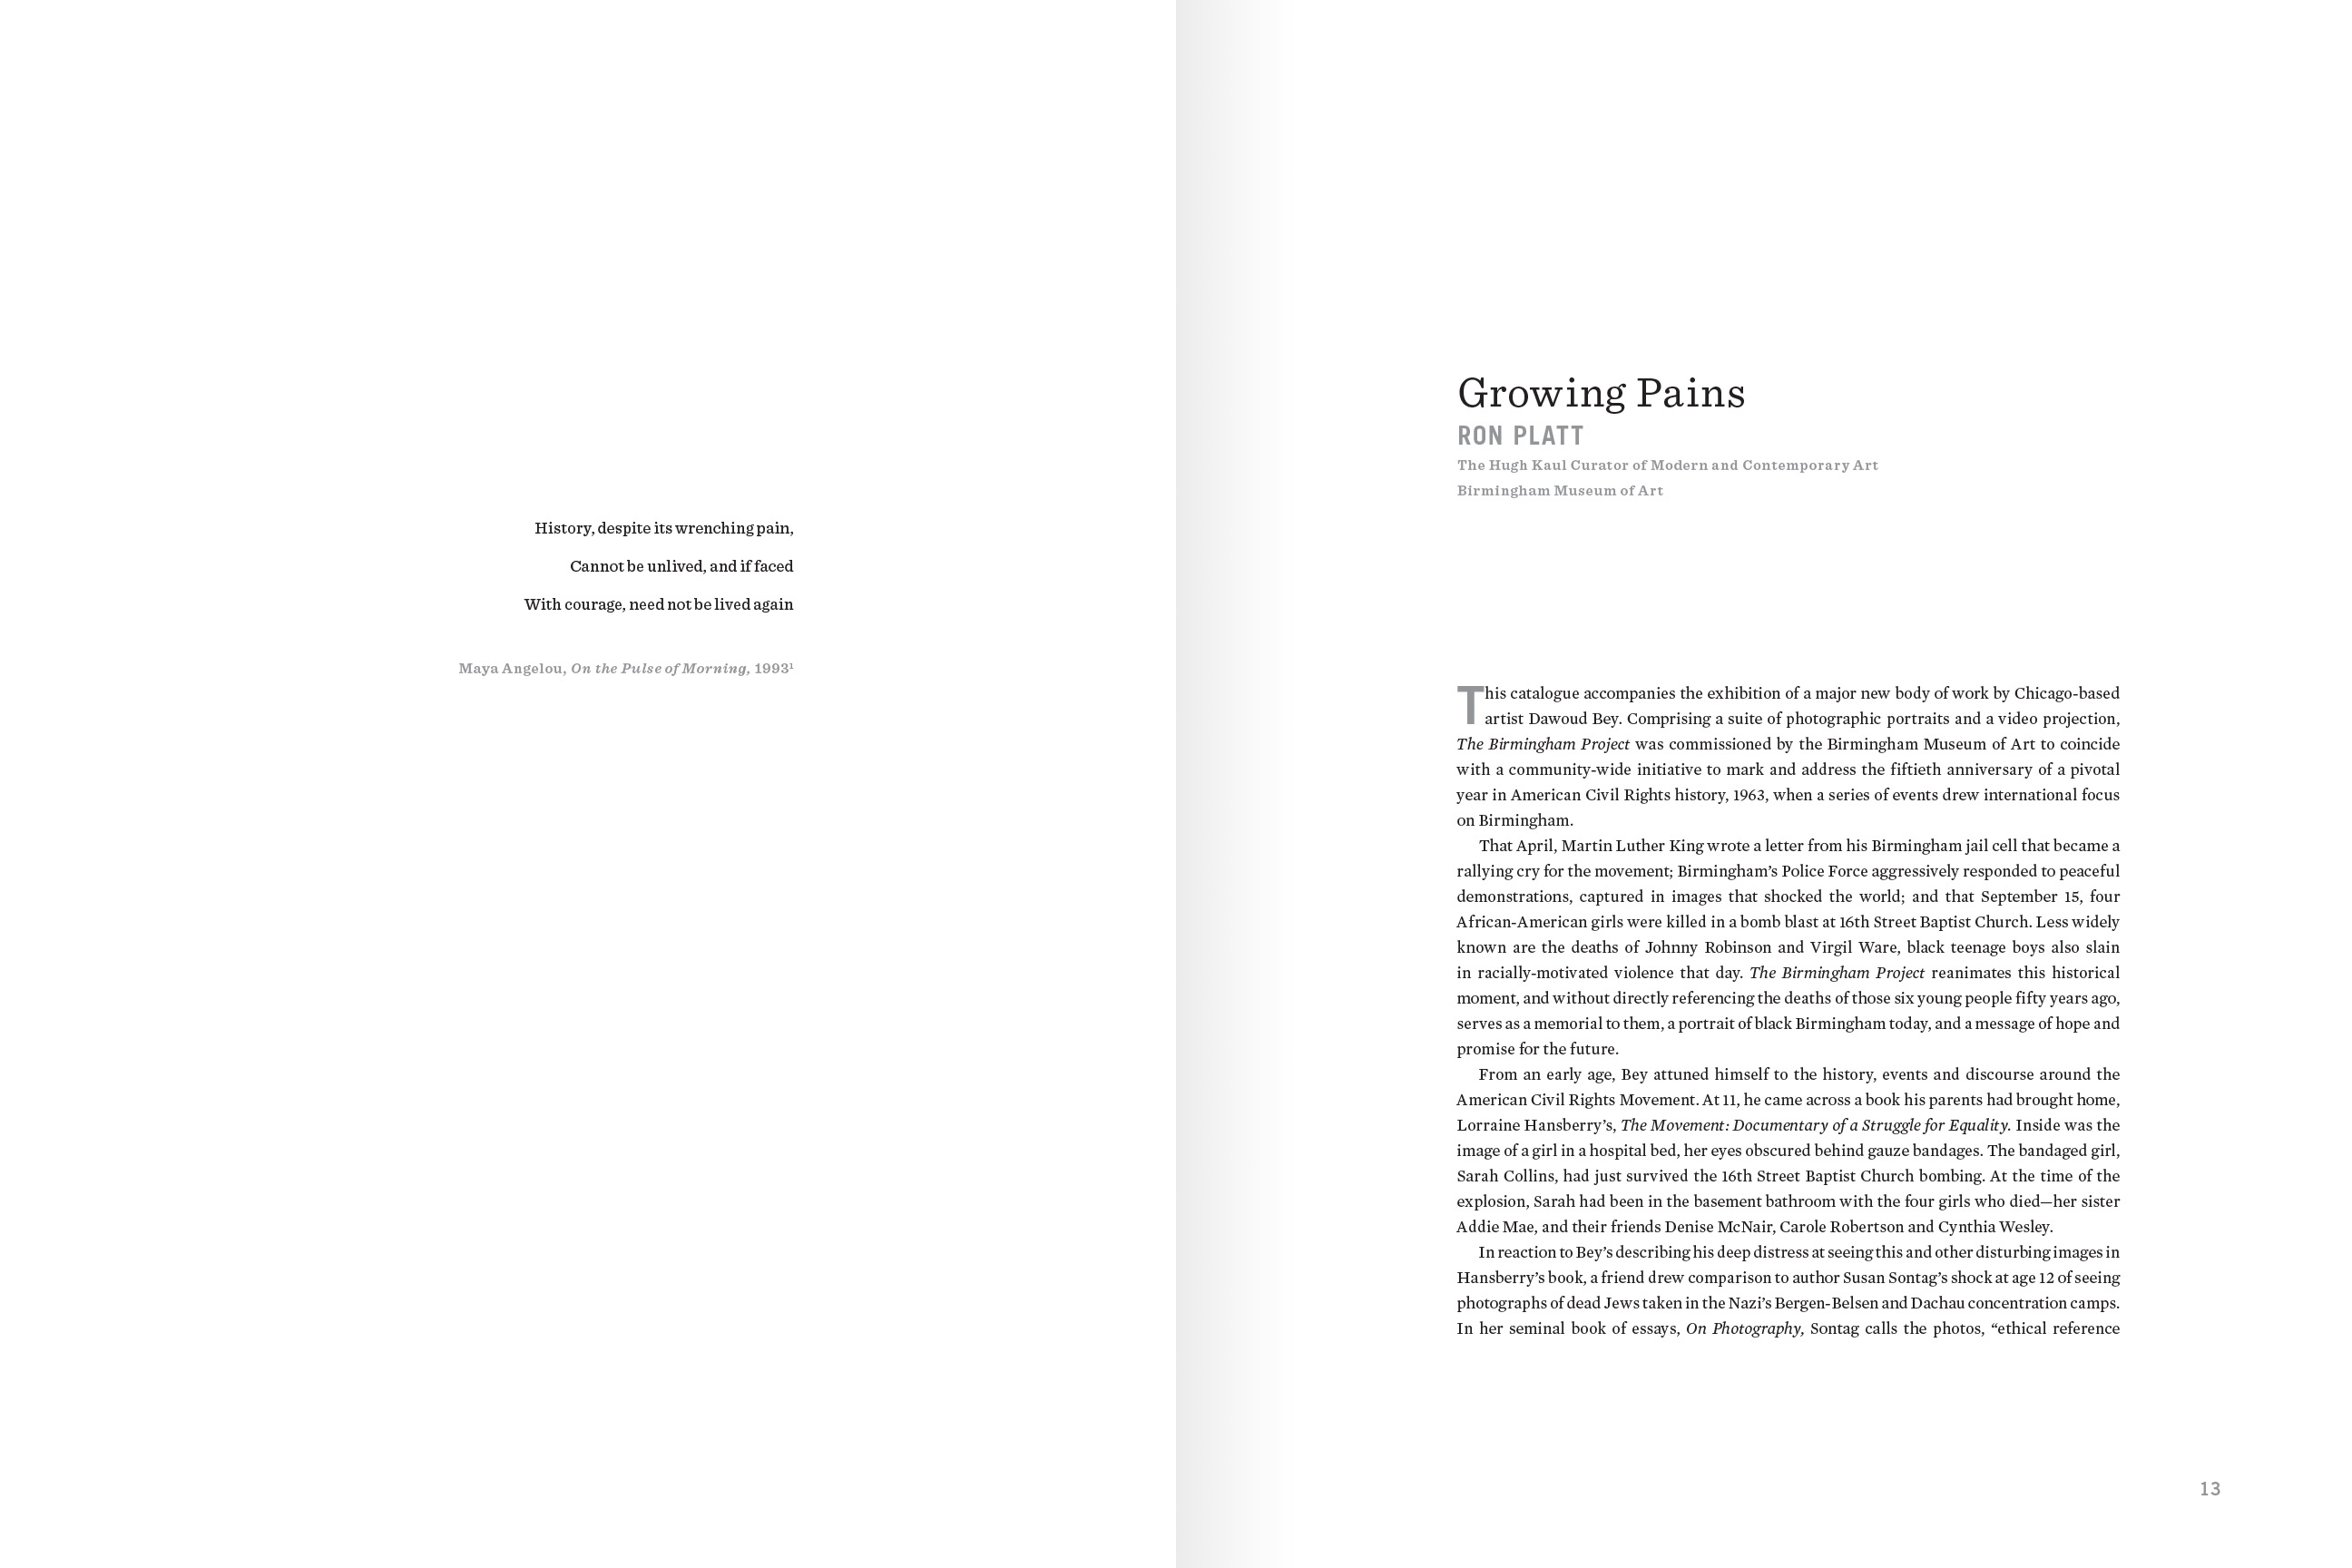 History, despite its wrenching pain,
Cannot be unlived, and if faced
With courage, need not be lived again
Maya Angelou, On the Pulse of Morning, 1993¹
Growing Pains
RON PLATT
The Hugh Kaul Curator of Modern and Contemporary Art
Birmingham Museum of Art
This catalogue accompanies the exhibition of a major new body of work by Chicago-based
artist Dawoud Bey. Comprising a suite of photographic portraits and a video projection,
The Birmingham Project was commissioned by the Birmingham Museum of Art to coincide
with a community-wide initiative to mark and address the fiftieth anniversary of a pivotal
year in American Civil Rights history, 1963, when a series of events drew international focus
on Birmingham.
That April, Martin Luther King wrote a letter from his Birmingham jail cell that became a
rallying cry for the movement; Birmingham’s Police Force aggressively responded to peaceful
demonstrations, captured in images that shocked the world; and that September 15, four
African-American girls were killed in a bomb blast at 16th Street Baptist Church. Less widely
known are the deaths of Johnny Robinson and Virgil Ware, black teenage boys also slain
in racially-motivated violence that day. The Birmingham Project reanimates this historical
moment, and without directly referencing the deaths of those six young people fifty years ago,
serves as a memorial to them, a portrait of black Birmingham today, and a message of hope and
promise for the future.
From an early age, Bey attuned himself to the history, events and discourse around the
American Civil Rights Movement. At 11, he came across a book his parents had brought home,
Lorraine Hansberry’s, The Movement: Documentary of a Struggle for Equality. Inside was the
image of a girl in a hospital bed, her eyes obscured behind gauze bandages. The bandaged girl,
Sarah Collins, had just survived the 16th Street Baptist Church bombing. At the time of the
explosion, Sarah had been in the basement bathroom with the four girls who died—her sister
Addie Mae, and their friends Denise McNair, Carole Robertson and Cynthia Wesley.
In reaction to Bey’s describing his deep distress at seeing this and other disturbing images in
Hansberry’s book, a friend drew comparison to author Susan Sontag’s shock at age 12 of seeing
photographs of dead Jews taken in the Nazi’s Bergen-Belsen and Dachau concentration camps.
In her seminal book of essays, On Photography, Sontag calls the photos, “ethical reference
13